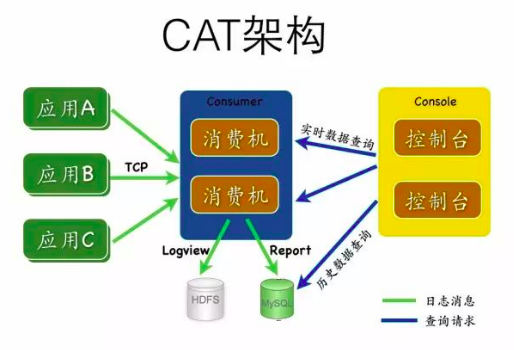 CAT架构
应用A
应用B
应用C
TCP
Consumer
消费机
消费机
实时数据查询
Console
控制台
控制台
Logview
Report
历史数据查询
HDFS
MySQL
日志消息
查询请求